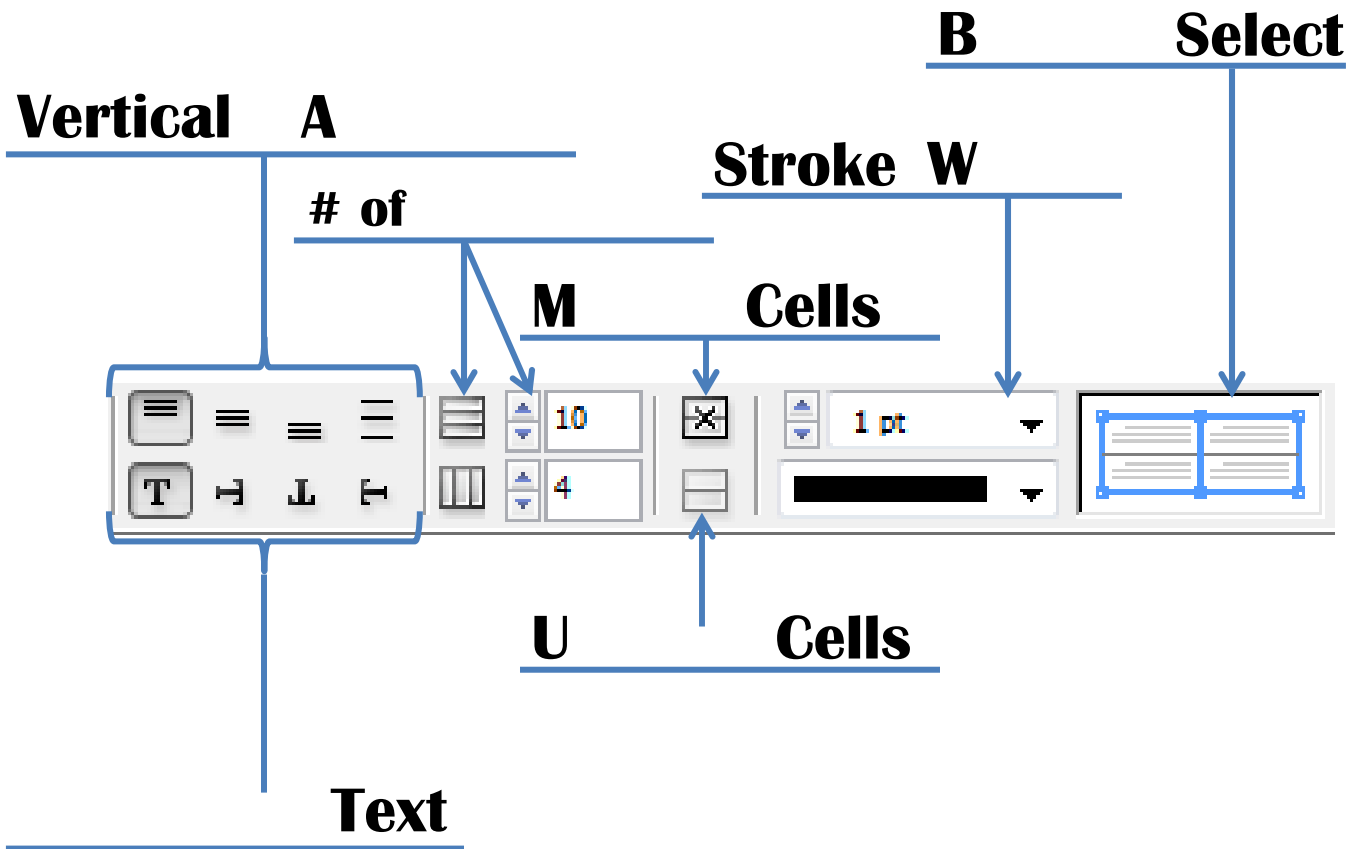 B Select
Vertical A
Stroke W
# of
M Cells
10
1 pt
T T T T
4
U Cells
Text